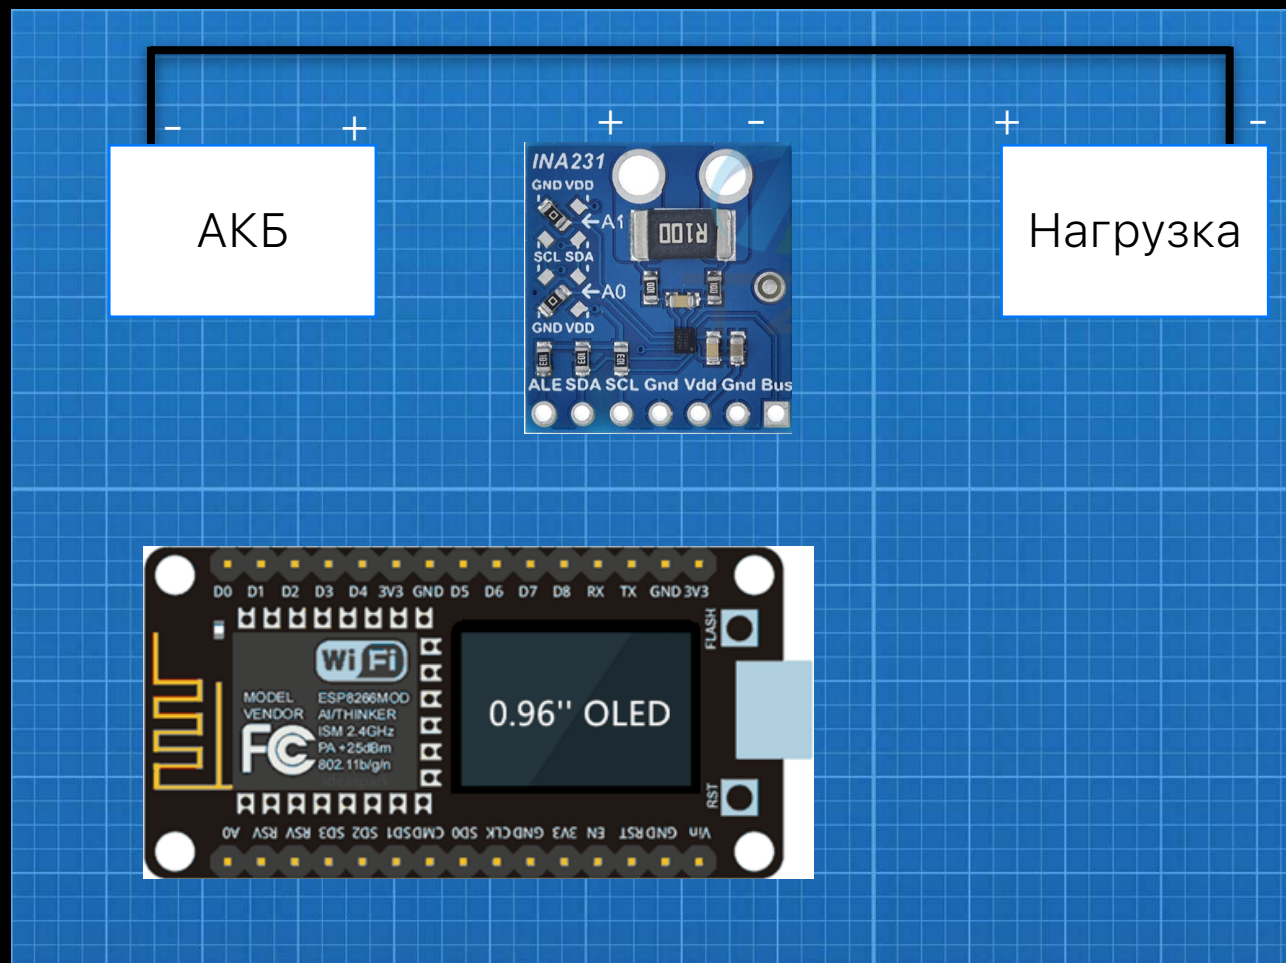 - + + - + -
АКБ
Нагрузка
INA231
GND VDD
A1
R100
SCL SDA
A0
GND VDD
ALE SDA SCL Gnd Vdd Gnd Bus
D0 D1 D2 D3 D4 3V3 GND D5 D6 D7 D8 RX TX GND 3V3
FLASH
WiFi
MODEL ESP8266MOD
VENDOR AI/THINKER
ISM 2.4GHz
PA +25dBm
802.11b/g/n
FC
0.96'' OLED
RST
A0 RSV RSV SD3 SD2 SD1 CMD SD0 CLK GND 3V3 EN RST GND Vin